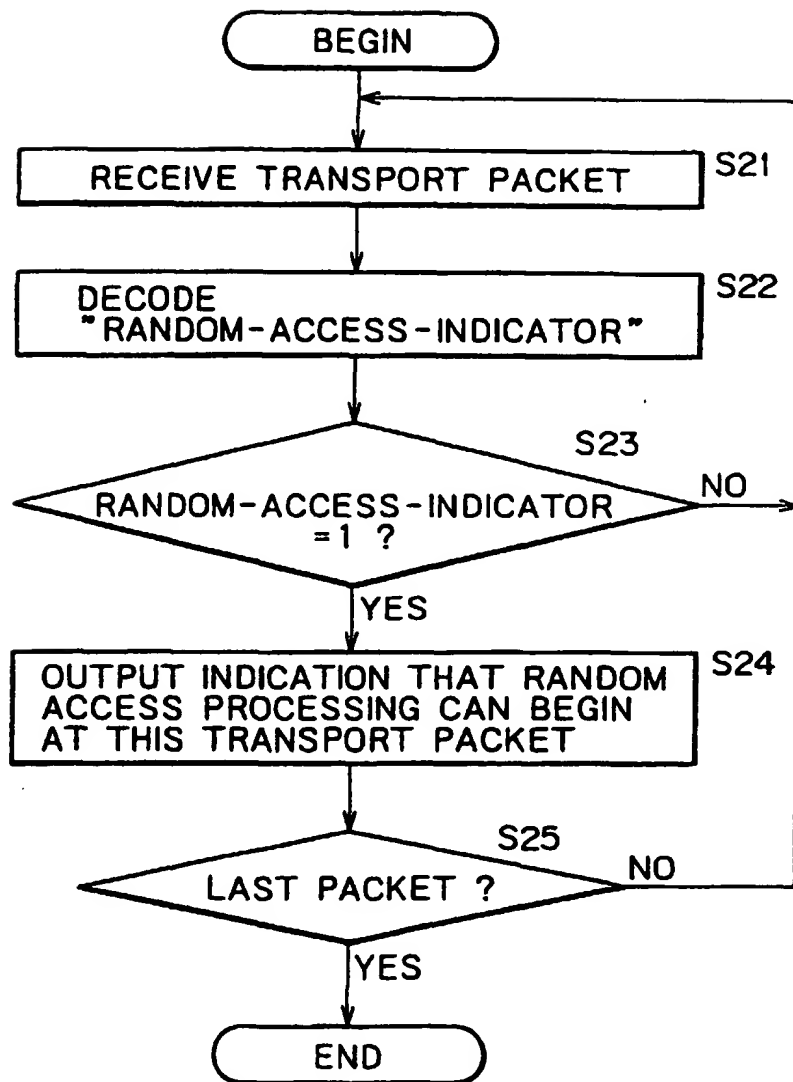 BEGIN
RECEIVE TRANSPORT PACKET
S21
DECODE
"RANDOM-ACCESS-INDICATOR"
S22
S23
RANDOM-ACCESS-INDICATOR
=1 ?
NO
YES
OUTPUT INDICATION THAT RANDOM
ACCESS PROCESSING CAN BEGIN
AT THIS TRANSPORT PACKET
S24
S25
LAST PACKET ?
NO
YES
END